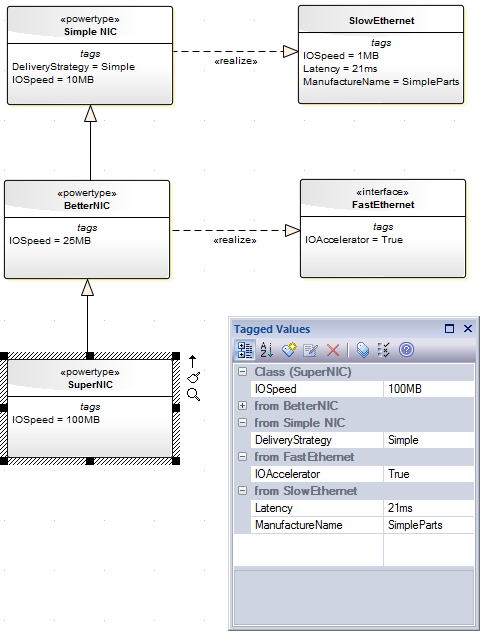 «powertype»
Simple NIC
tags
DeliveryStrategy = Simple
IOSpeed = 10MB
SlowEthernet
tags
IOSpeed = 1MB
Latency = 21ms
ManufactureName = SimpleParts
«realize»
«powertype»
BetterNIC
tags
IOSpeed = 25MB
«interface»
FastEthernet
tags
IOAccelerator = True
«realize»
«powertype»
SuperNIC
tags
IOSpeed = 100MB
Tagged Values
Class (SuperNIC)
IOSpeed 100MB
from BetterNIC
from Simple NIC
DeliveryStrategy Simple
from FastEthernet
IOAccelerator True
from SlowEthernet
Latency 21ms
ManufactureName SimpleParts